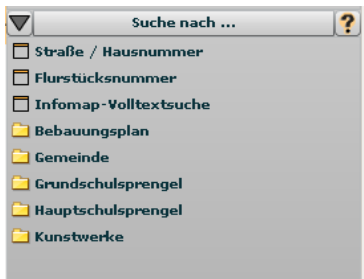 Suche nach ... ?
Straße / Hausnummer
Flurstücksnummer
Infomap-Volltextsuche
Bebauungsplan
Gemeinde
Grundschulsprengel
Hauptschulsprengel
Kunstwerke